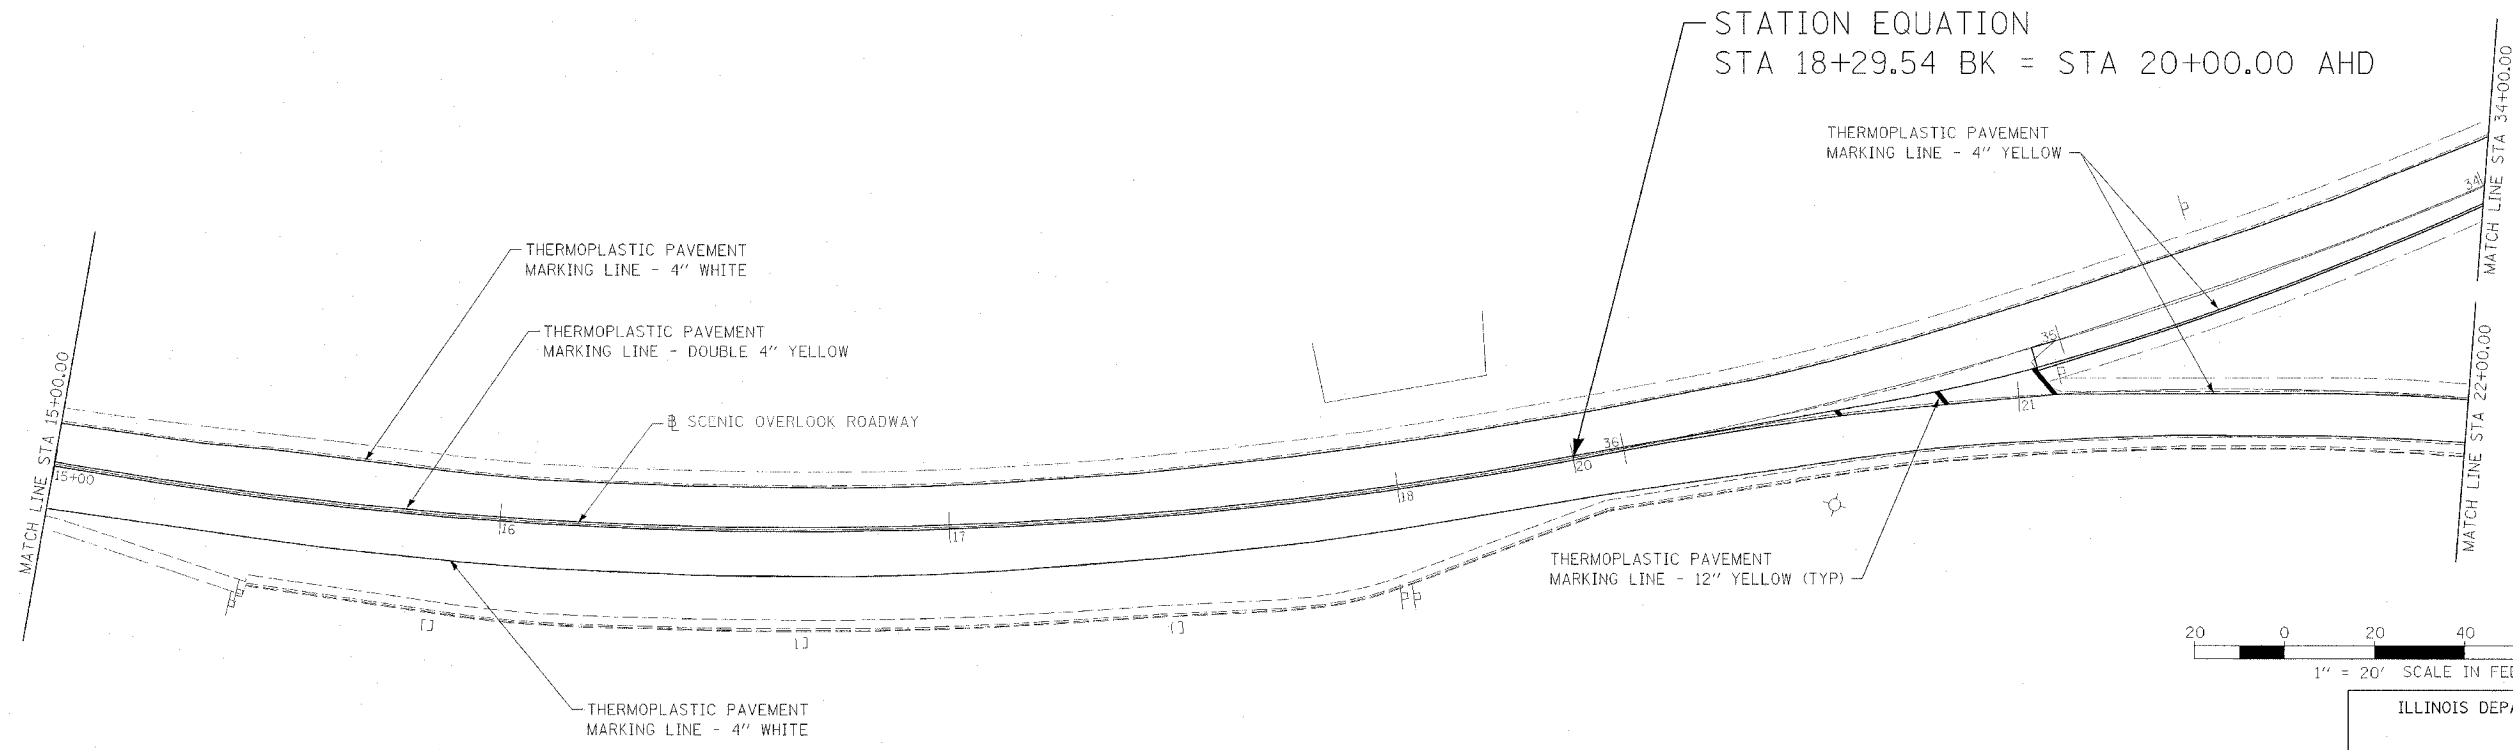 STATION EQUATION
STA 18+29.54 BK = STA 20+00.00 AHD
THERMOPLASTIC PAVEMENT
MARKING LINE - 4" YELLOW
MATCH LINE STA 34+00.00
34
THERMOPLASTIC PAVEMENT
MARKING LINE - 4" WHITE
THERMOPLASTIC PAVEMENT
MARKING LINE - DOUBLE 4" YELLOW
℄ SCENIC OVERLOOK ROADWAY
MATCH LINE STA 15+00.00
15+00
16
17
18
20
36
35
21
MATCH LINE STA 22+00.00
THERMOPLASTIC PAVEMENT
MARKING LINE - 12" YELLOW (TYP)
THERMOPLASTIC PAVEMENT
MARKING LINE - 4" WHITE
20 0 20 40
1" = 20' SCALE IN FEE
ILLINOIS DEPA